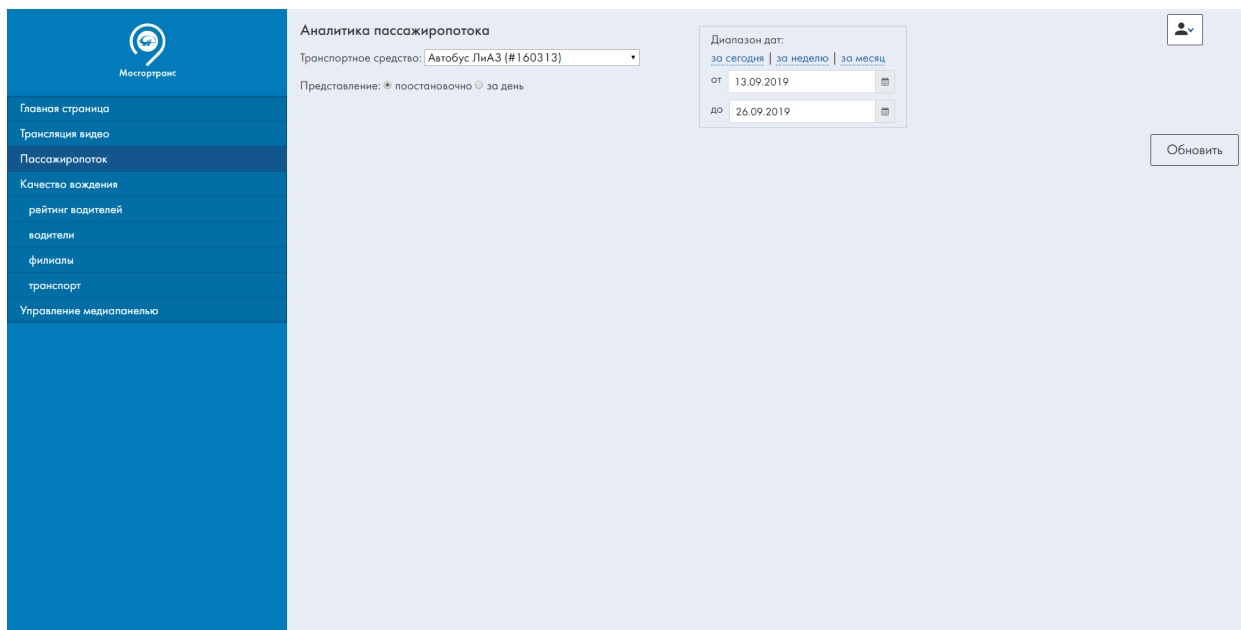 Мосгортранс
Главная страница
Трансляция видео
Пассажиропоток
Качество вождения
рейтинг водителей
водители
филиалы
транспорт
Управление медиапанелью
Аналитика пассажиропотока
Транспортное средство: Автобус ЛиАЗ (#160313)
Представление: поостановочно за день
Диапазон дат:
за сегодня | за неделю | за месяц
от 13.09.2019
до 26.09.2019
Обновить